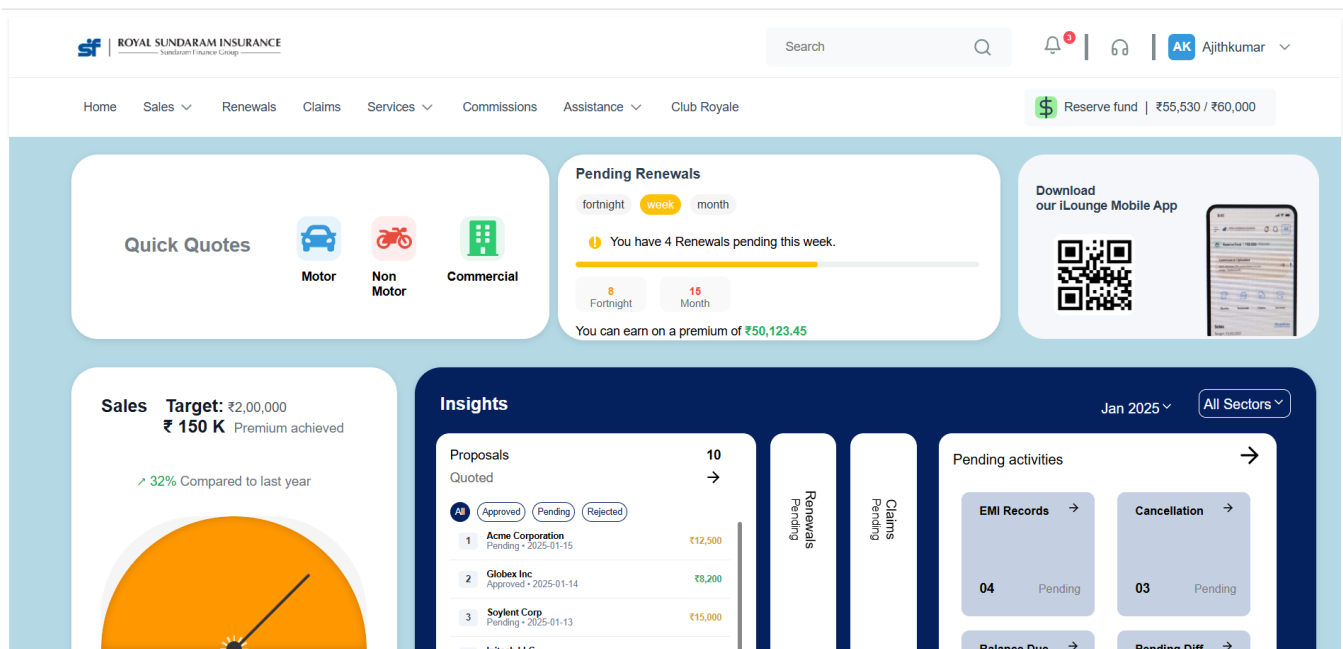 sf | ROYAL SUNDARAM INSURANCE
Sundaram Finance Group
Search
3
AK Ajithkumar
Home Sales Renewals Claims Services Commissions Assistance Club Royale
$ Reserve fund | ₹55,530 / ₹60,000
Quick Quotes
Motor
Non
Motor
Commercial
Pending Renewals
fortnight week month
You have 4 Renewals pending this week.
8
Fortnight
15
Month
You can earn on a premium of ₹50,123.45
Download
our iLounge Mobile App
Sales Target: ₹2,00,000
₹ 150 K Premium achieved
↗ 32% Compared to last year
Insights
Jan 2025
All Sectors
Proposals 10
Quoted →
All Approved Pending Rejected
1 Acme Corporation ₹12,500
Pending • 2025-01-15
2 Globex Inc ₹8,200
Approved • 2025-01-14
3 Soylent Corp ₹15,000
Pending • 2025-01-13
Renewals
Pending
Claims
Pending
Pending activities →
EMI Records →
04 Pending
Cancellation →
03 Pending
Balance Due →
Pending Diff →